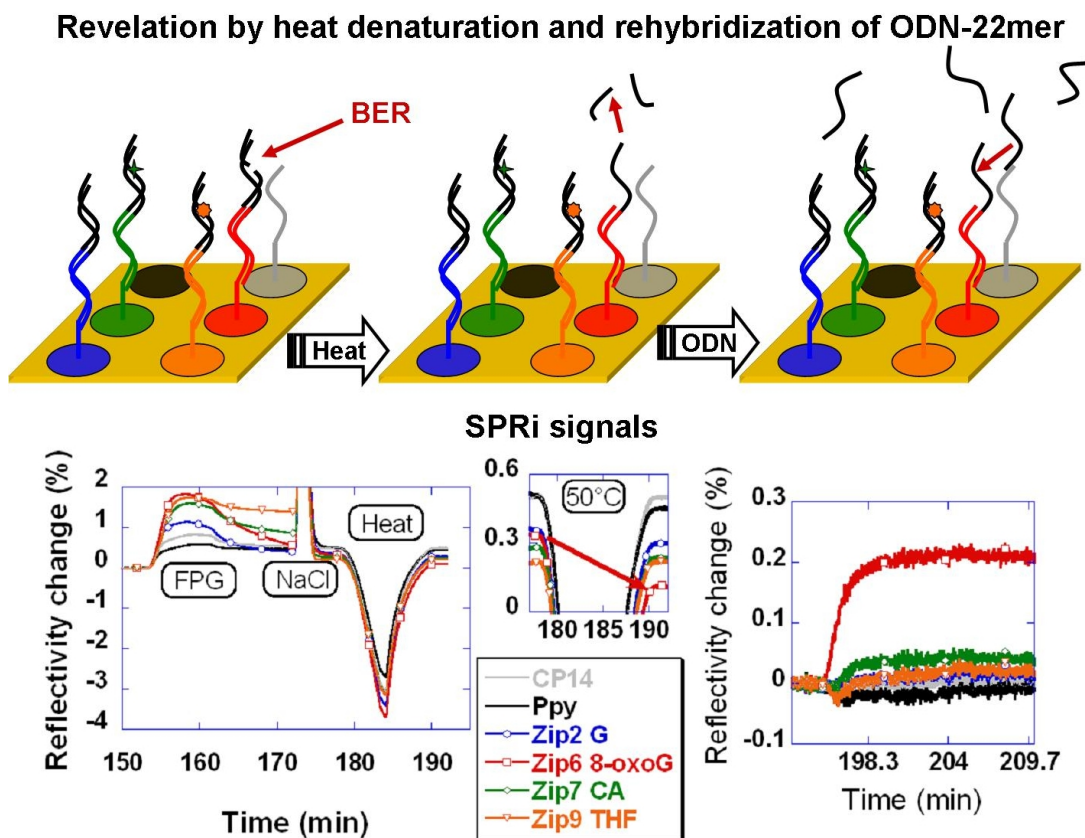 Revelation by heat denaturation and rehybridization of ODN-22mer
BER
Heat
ODN
SPRi signals
Reflectivity change (%)
2
1
0
-1
-2
-3
-4
FPG
NaCl
Heat
150
160
170
180
190
Time (min)
0.6
0.3
0
50°C
180
185
190
CP14
Ppy
Zip2 G
Zip6 8-oxoG
Zip7 CA
Zip9 THF
Reflectivity change (%)
0.3
0.2
0.1
0
-0.1
198.3
204
209.7
Time (min)